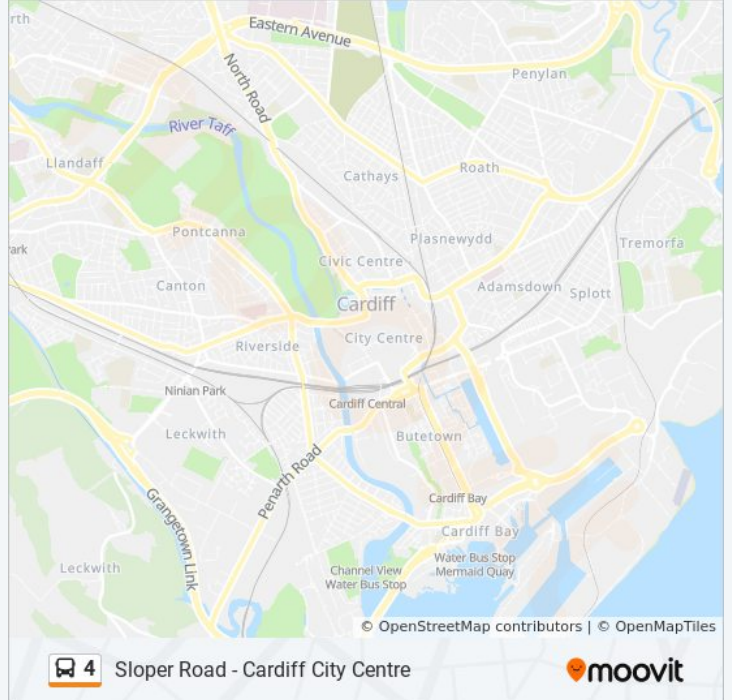 rth
Eastern Avenue
North Road
Penylan
River Taff
Llandaff
Cathays
Roath
Pontcanna
Plasnewydd
Tremorfa
ark
Civic Centre
Canton
Adamsdown
Splott
Cardiff
City Centre
Riverside
Ninian Park
Cardiff Central
Leckwith
Butetown
Penarth Road
Grangetown Link
Cardiff Bay
Cardiff Bay
Water Bus Stop
Mermaid Quay
Leckwith
Channel View
Water Bus Stop
© OpenStreetMap contributors | © OpenMapTiles
4 Sloper Road - Cardiff City Centre
moovit